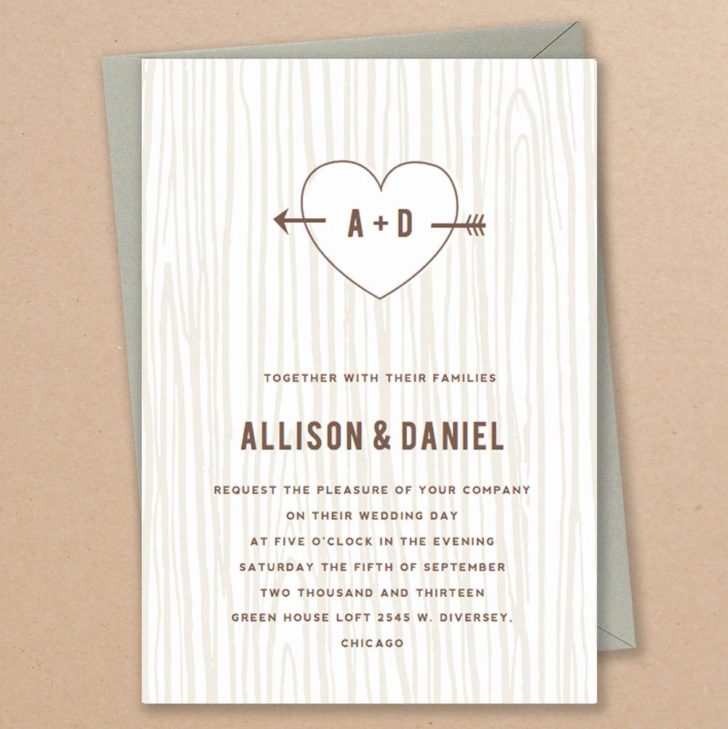 A + D
TOGETHER WITH THEIR FAMILIES
ALLISON & DANIEL
REQUEST THE PLEASURE OF YOUR COMPANY
ON THEIR WEDDING DAY
AT FIVE O'CLOCK IN THE EVENING
SATURDAY THE FIFTH OF SEPTEMBER
TWO THOUSAND AND THIRTEEN
GREEN HOUSE LOFT 2545 W. DIVERSEY,
CHICAGO